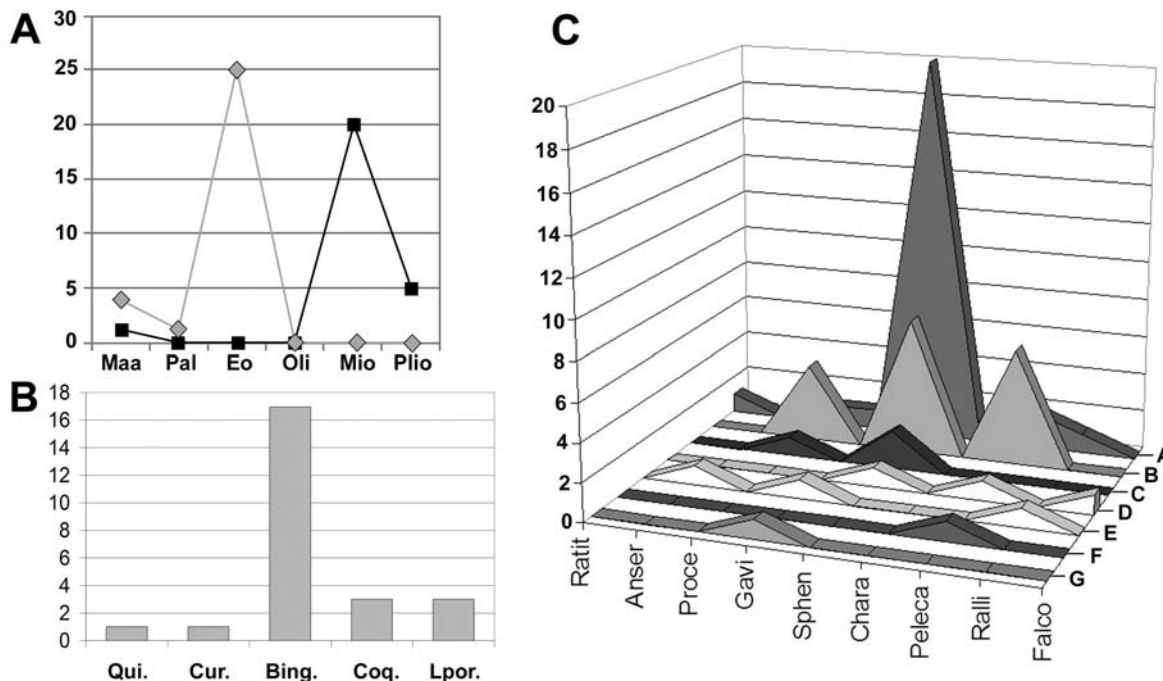 A
30
25
20
15
10
5
0
Maa Pal Eo Oli Mio Plio
B
18
16
14
12
10
8
6
4
2
0
Qui. Cur. Bing. Coq. Lpor.
C
20
18
16
14
12
10
8
6
4
2
0
Ratit
Anser
Proce
Gavi
Sphen
Chara
Peleca
Ralli
Falco
A
B
C
D
E
F
G